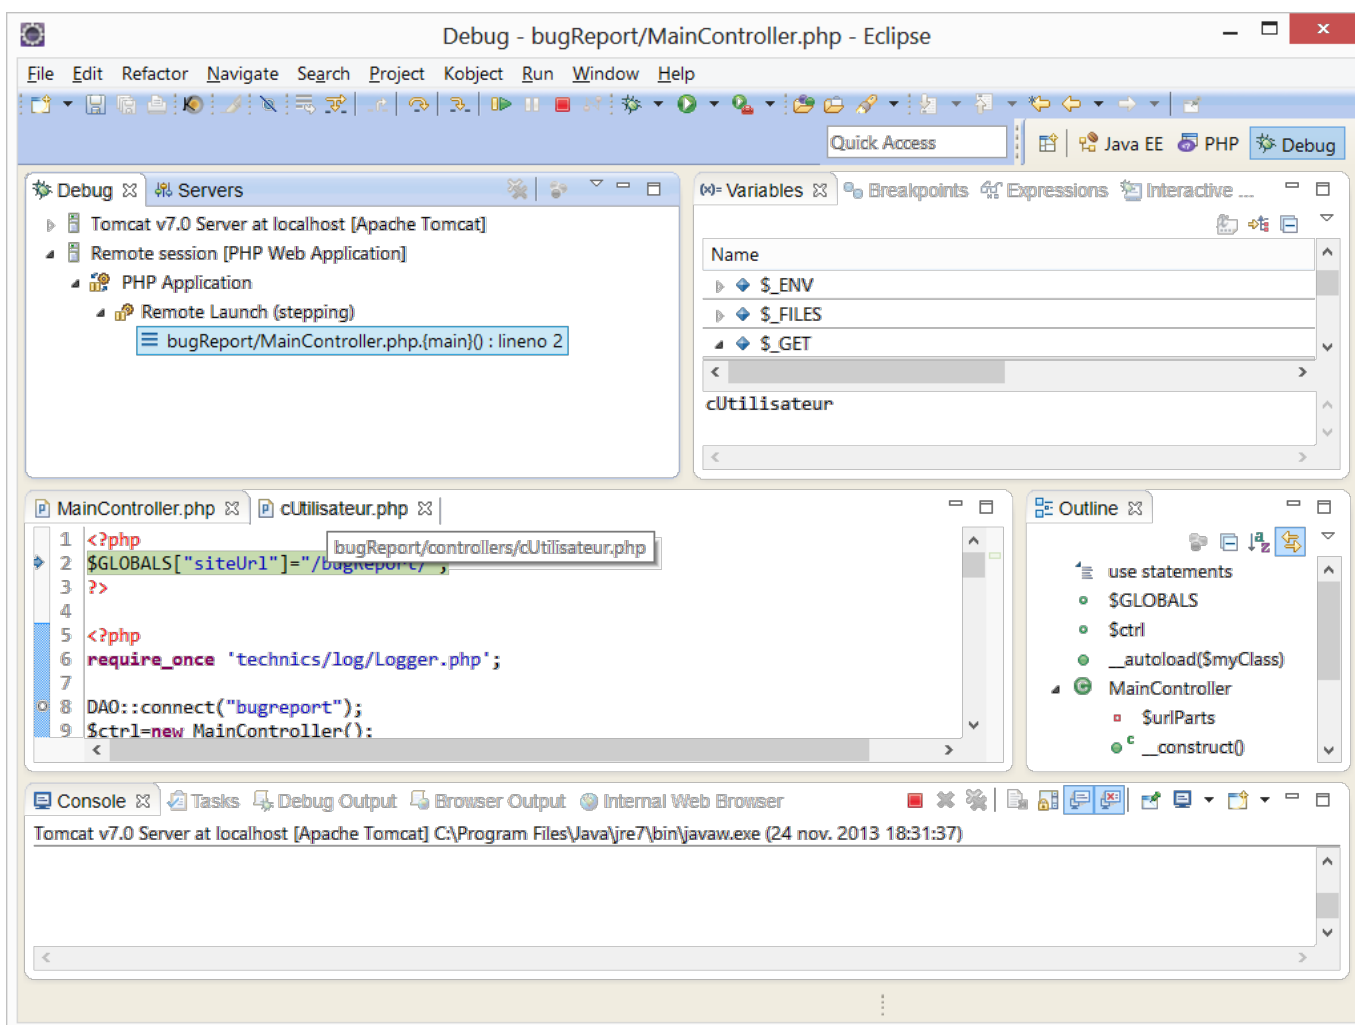 Debug - bugReport/MainController.php - Eclipse
x
File Edit Refactor Navigate Search Project Kobject Run Window Help
Quick Access Java EE PHP Debug
Debug Servers
Tomcat v7.0 Server at localhost [Apache Tomcat]
Remote session [PHP Web Application]
PHP Application
Remote Launch (stepping)
bugReport/MainController.php.{main}() : lineno 2
(x)= Variables Breakpoints Expressions Interactive ...
Name
$_ENV
$_FILES
$_GET
cUtilisateur
MainController.php cUtilisateur.php
bugReport/controllers/cUtilisateur.php
1 <?php
2 $GLOBALS["siteUrl"]="/bugReport/";
3 ?>
4
5 <?php
6 require_once 'technics/log/Logger.php';
7
8 DAO::connect("bugreport");
9 $ctrl=new MainController();
Outline
use statements
$GLOBALS
$ctrl
__autoload($myClass)
MainController
$urlParts
__construct()
Console Tasks Debug Output Browser Output Internal Web Browser
Tomcat v7.0 Server at localhost [Apache Tomcat] C:\Program Files\Java\jre7\bin\javaw.exe (24 nov. 2013 18:31:37)